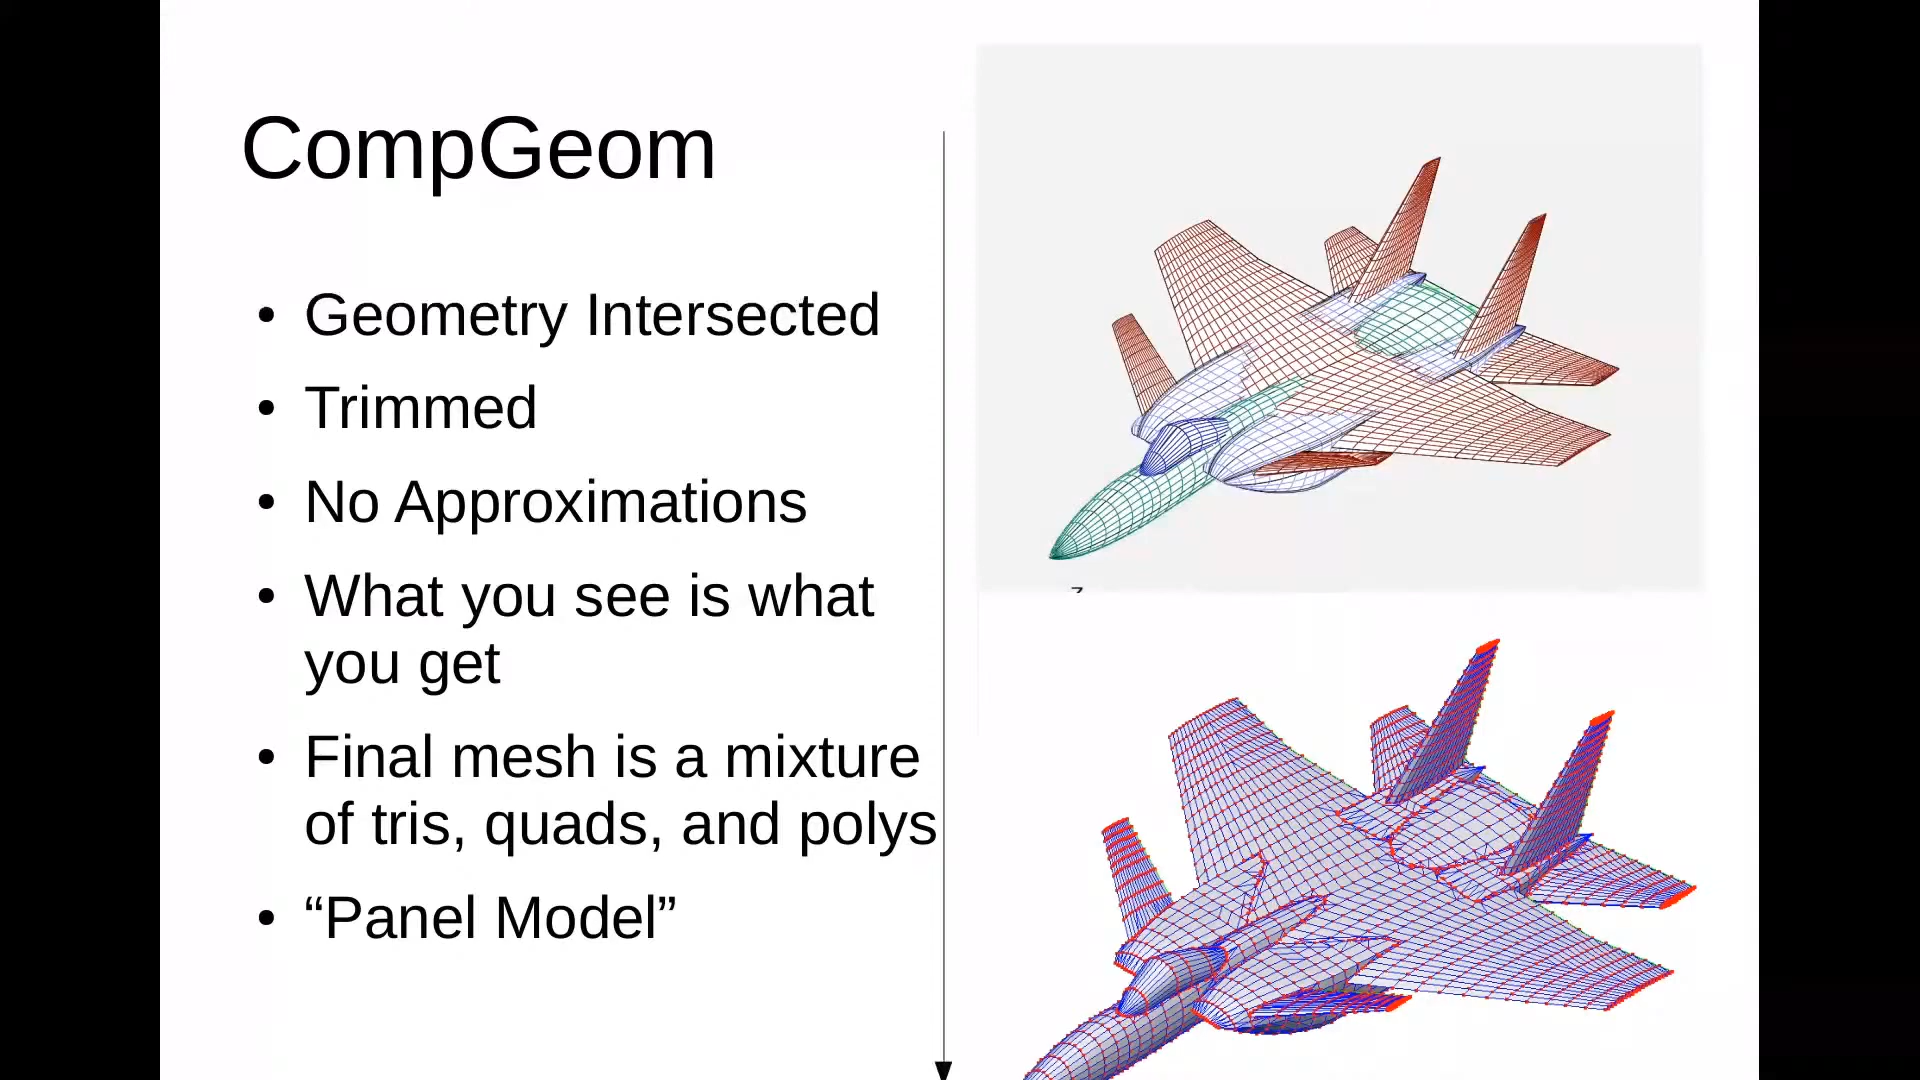 CompGeom
• Geometry Intersected
• Trimmed
• No Approximations
• What you see is what
you get
• Final mesh is a mixture
of tris, quads, and polys
• “Panel Model”